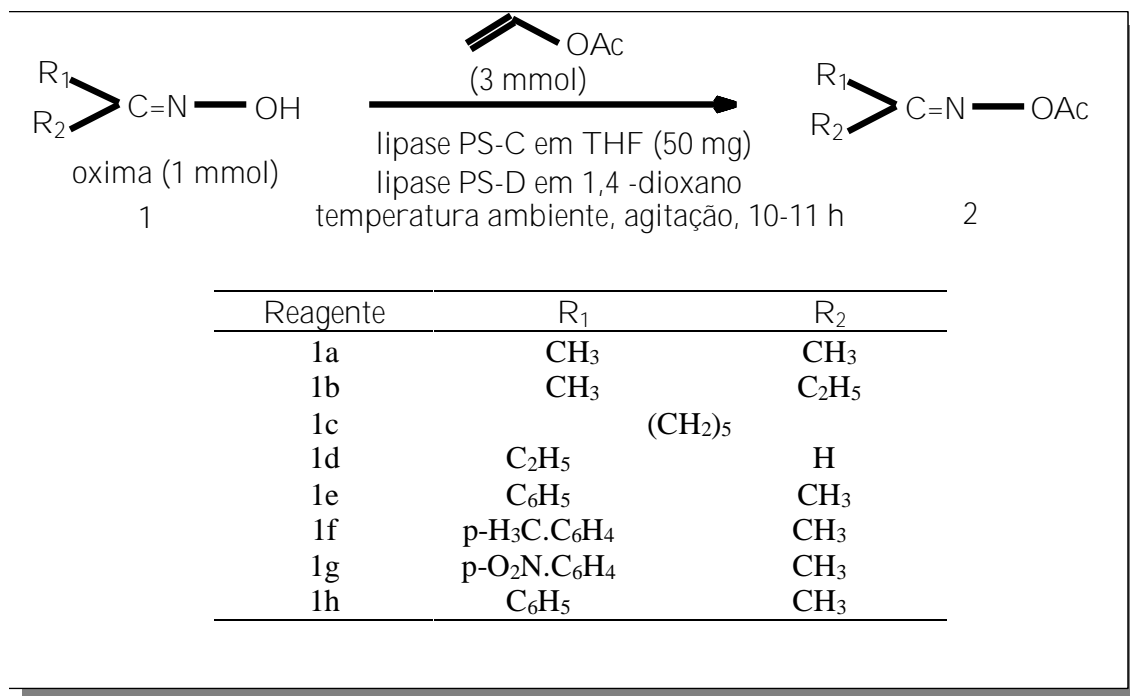 OAc
(3 mmol)
R₁
R₂
C=N
OH
lipase PS-C em THF (50 mg)
lipase PS-D em 1,4 -dioxano
temperatura ambiente, agitação, 10-11 h
oxima (1 mmol)
1
R₁
R₂
C=N
OAc
2
Reagente R₁ R₂
1a CH₃ CH₃
1b CH₃ C₂H₅
1c (CH₂)₅
1d C₂H₅ H
1e C₆H₅ CH₃
1f p-H₃C.C₆H₄ CH₃
1g p-O₂N.C₆H₄ CH₃
1h C₆H₅ CH₃